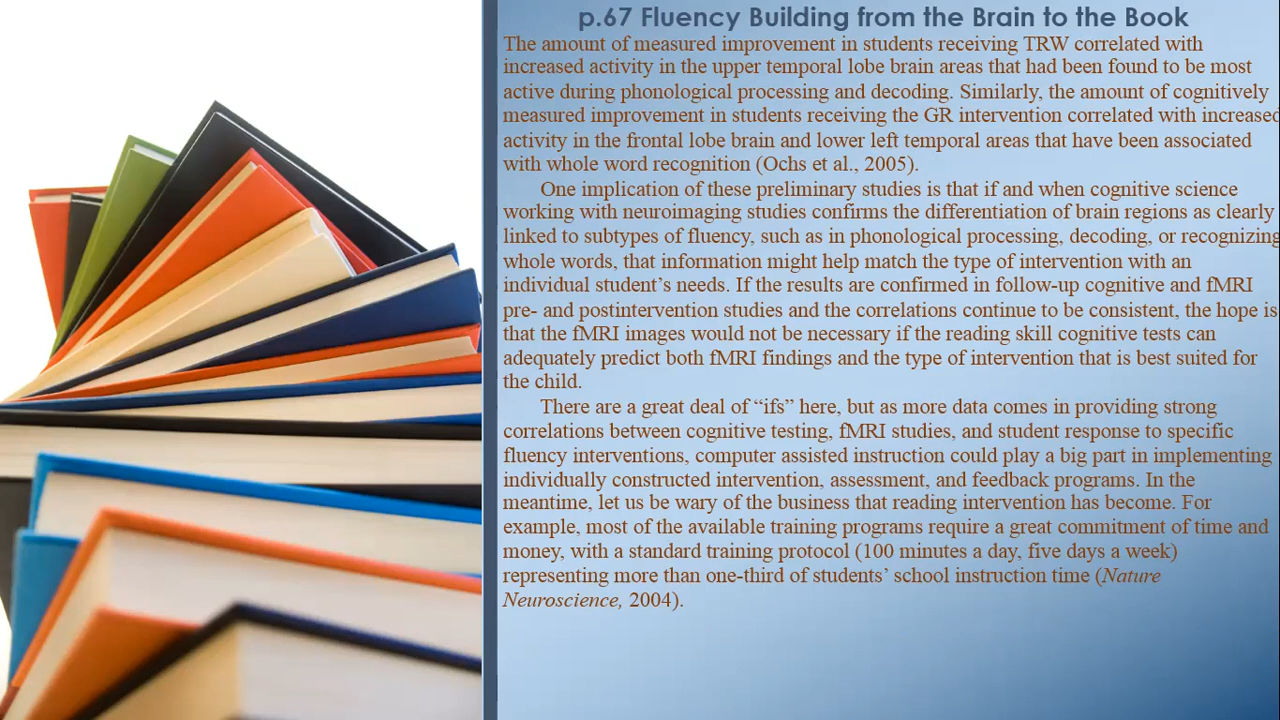 p.67 Fluency Building from the Brain to the Book
The amount of measured improvement in students receiving TRW correlated with
increased activity in the upper temporal lobe brain areas that had been found to be most
active during phonological processing and decoding. Similarly, the amount of cognitively
measured improvement in students receiving the GR intervention correlated with increased
activity in the frontal lobe brain and lower left temporal areas that have been associated
with whole word recognition (Ochs et al., 2005).
One implication of these preliminary studies is that if and when cognitive science
working with neuroimaging studies confirms the differentiation of brain regions as clearly
linked to subtypes of fluency, such as in phonological processing, decoding, or recognizing
whole words, that information might help match the type of intervention with an
individual student’s needs. If the results are confirmed in follow-up cognitive and fMRI
pre- and postintervention studies and the correlations continue to be consistent, the hope is
that the fMRI images would not be necessary if the reading skill cognitive tests can
adequately predict both fMRI findings and the type of intervention that is best suited for
the child.
There are a great deal of “ifs” here, but as more data comes in providing strong
correlations between cognitive testing, fMRI studies, and student response to specific
fluency interventions, computer assisted instruction could play a big part in implementing
individually constructed intervention, assessment, and feedback programs. In the
meantime, let us be wary of the business that reading intervention has become. For
example, most of the available training programs require a great commitment of time and
money, with a standard training protocol (100 minutes a day, five days a week)
representing more than one-third of students’ school instruction time (Nature
Neuroscience, 2004).